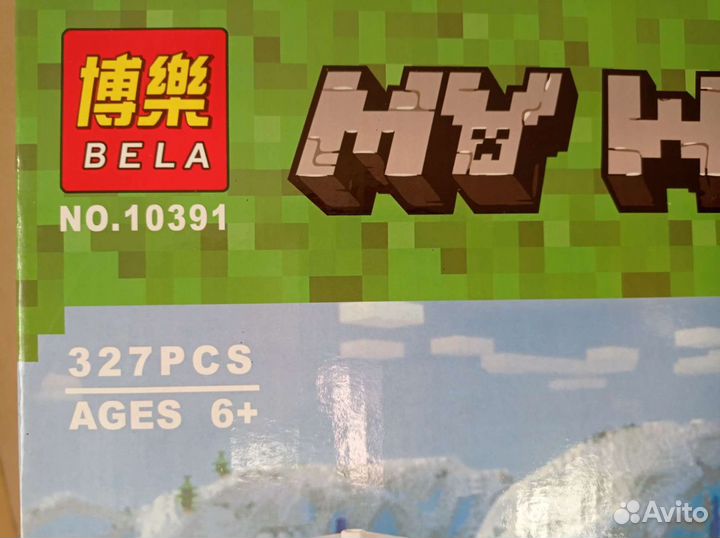 博樂
BELA
NO.10391
MY W
327PCS
AGES 6+
Avito